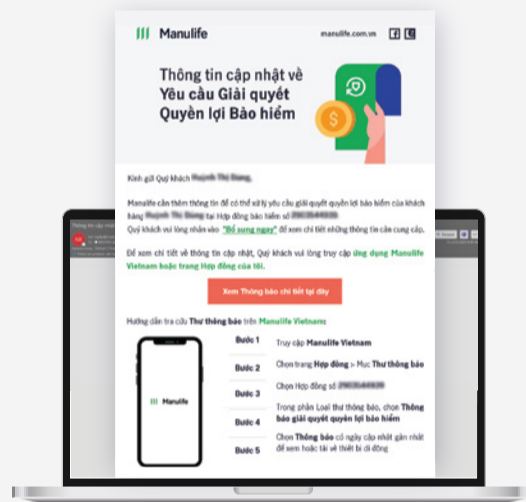 Manulife
manulife.com.vn
Thông tin cập nhật về
Yêu cầu Giải quyết
Quyền lợi Bảo hiểm
Kính gửi Quý khách
Manulife cần thêm thông tin để có thể xử lý yêu cầu giải quyết quyền lợi bảo hiểm của khách
hàng tại Hợp đồng bảo hiểm số
Quý khách vui lòng nhấn vào "Bổ sung ngay" để xem chi tiết những thông tin cần cung cấp.
Để xem chi tiết về thông tin cập nhật, Quý khách vui lòng truy cập ứng dụng Manulife
Vietnam hoặc trang Hợp đồng của tôi.
Xem Thông báo chi tiết tại đây
Hướng dẫn tra cứu Thư thông báo trên Manulife Vietnam:
Bước 1 Truy cập Manulife Vietnam
Bước 2 Chọn trang Hợp đồng > Mục Thư thông báo
Bước 3 Chọn Hợp đồng số
Bước 4 Trong phần Loại thư thông báo, chọn Thông
báo giải quyết quyền lợi bảo hiểm
Bước 5 Chọn Thông báo có ngày cập nhật gần nhất
để xem hoặc tải về thiết bị di động
Manulife